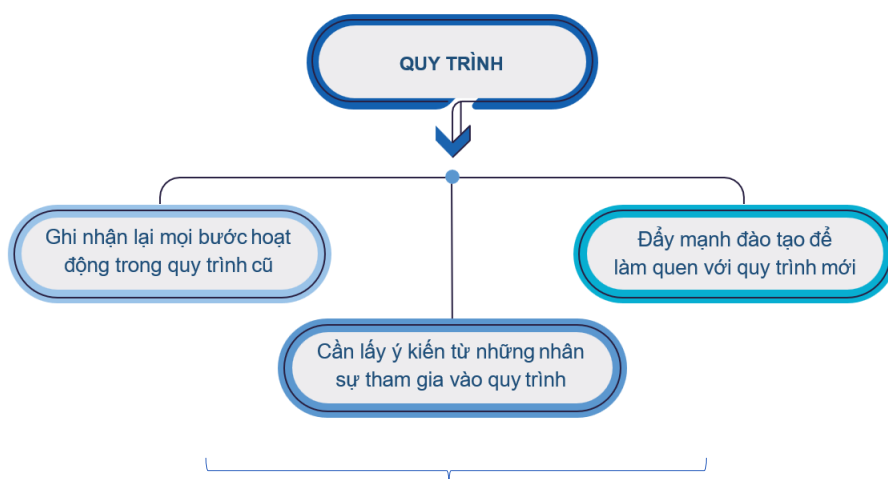 QUY TRÌNH
Ghi nhận lại mọi bước hoạt
động trong quy trình cũ
Đẩy mạnh đào tạo để
làm quen với quy trình mới
Cần lấy ý kiến từ những nhân
sự tham gia vào quy trình